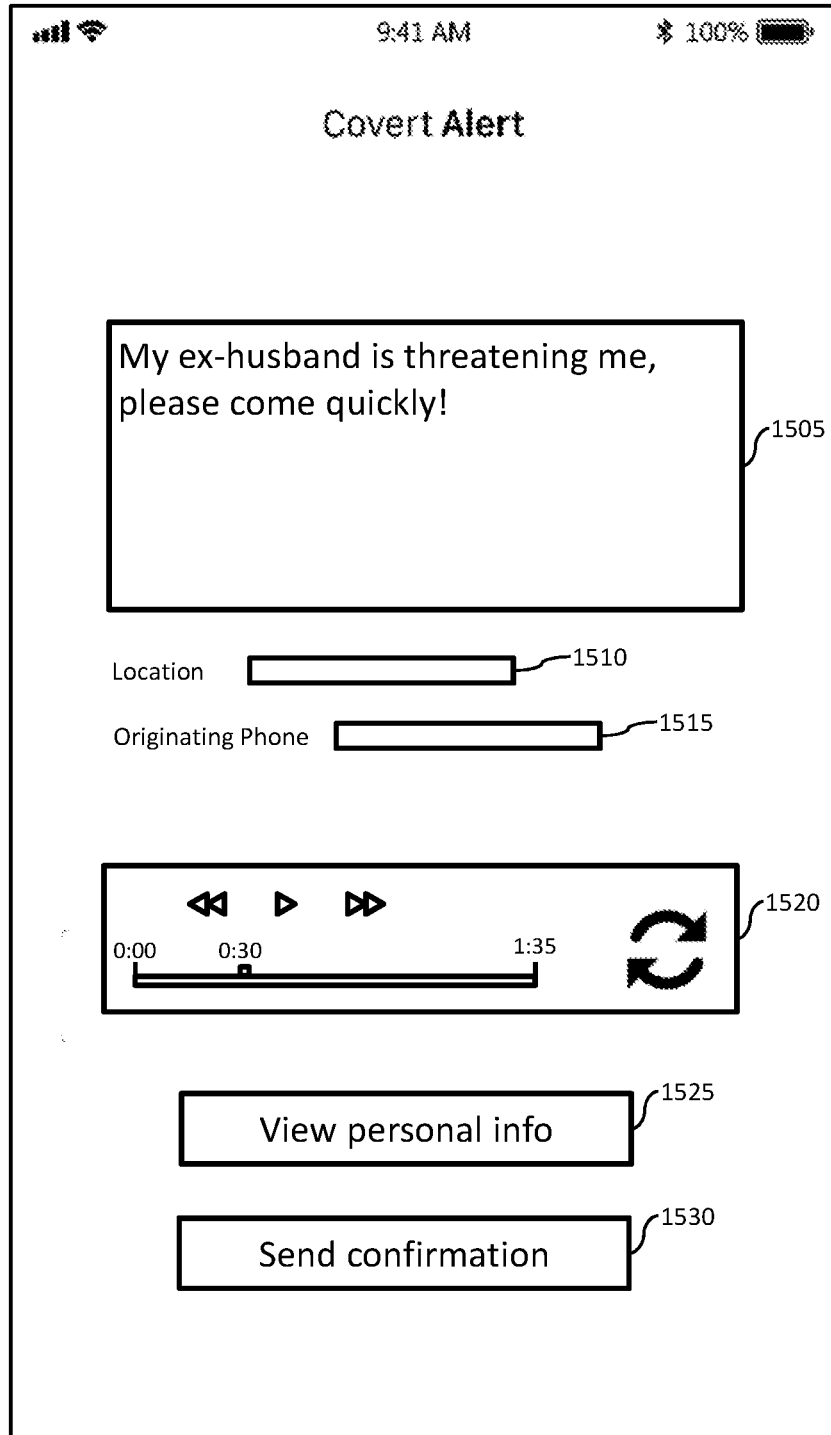 9:41 AM 100%
Covert Alert
My ex-husband is threatening me,
please come quickly!
1505
Location 1510
Originating Phone 1515
1520
0:00 0:30 1:35
View personal info 1525
Send confirmation 1530